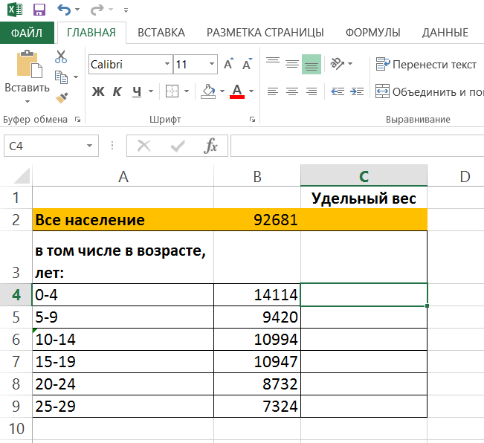 ФАЙЛ ГЛАВНАЯ ВСТАВКА РАЗМЕТКА СТРАНИЦЫ ФОРМУЛЫ ДАННЫЕ
Calibri 11 A A Перенести текст
Вставить Ж К Ч A Объединить и по
Буфер обмена Шрифт Выравнивание
C4 fx
A B C D
1 Удельный вес
2 Все население 92681
в том числе в возрасте,
3 лет:
4 0-4 14114
5 5-9 9420
6 10-14 10994
7 15-19 10947
8 20-24 8732
9 25-29 7324
10